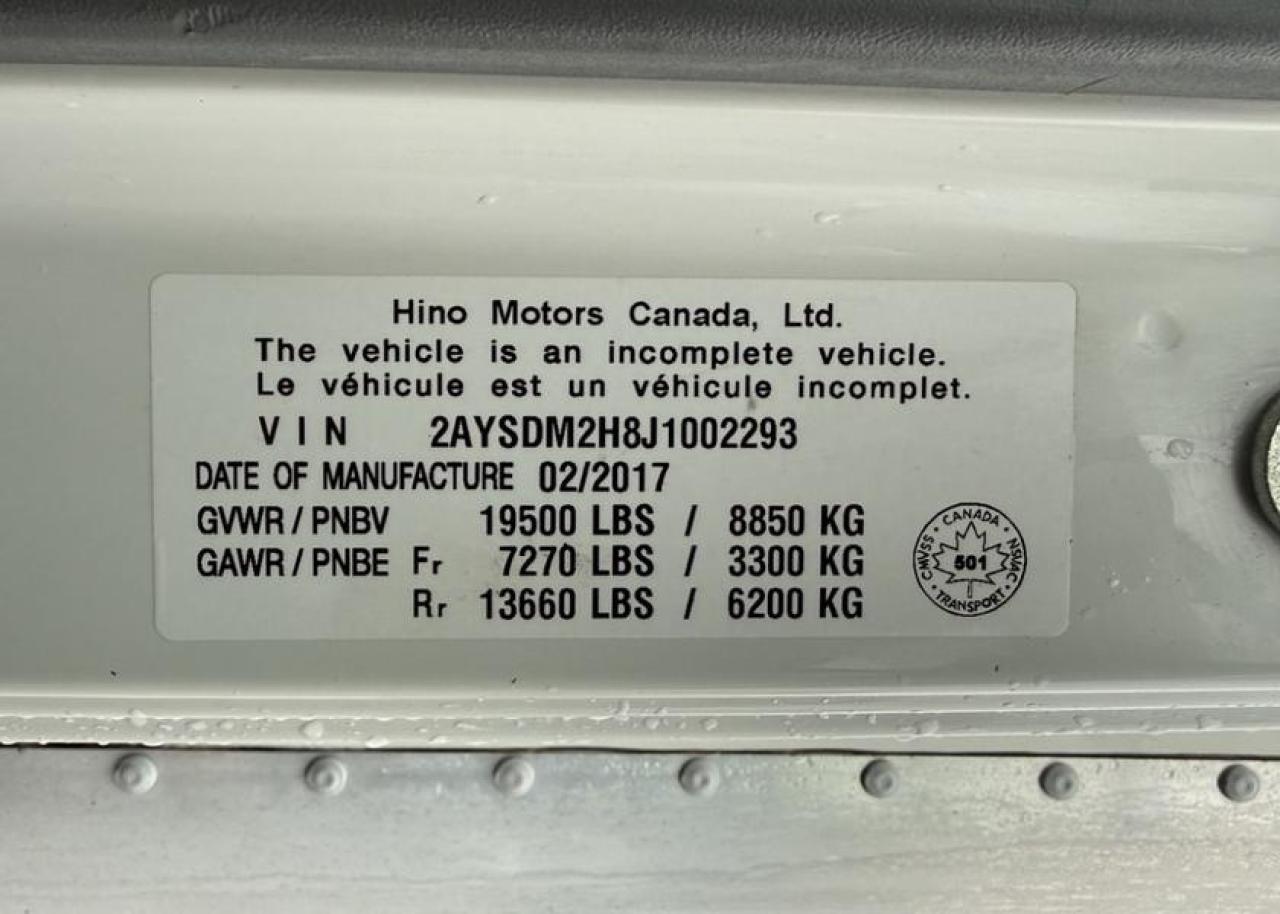 Hino Motors Canada, Ltd.
The vehicle is an incomplete vehicle.
Le véhicule est un véhicule incomplet.
VIN 2AYSDM2H8J1002293
DATE OF MANUFACTURE 02/2017
GVWR / PNBV 19500 LBS / 8850 KG
GAWR / PNBE Fr 7270 LBS / 3300 KG
Rr 13660 LBS / 6200 KG
CANADA
CMVSS
501
NSVAC
TRANSPORT